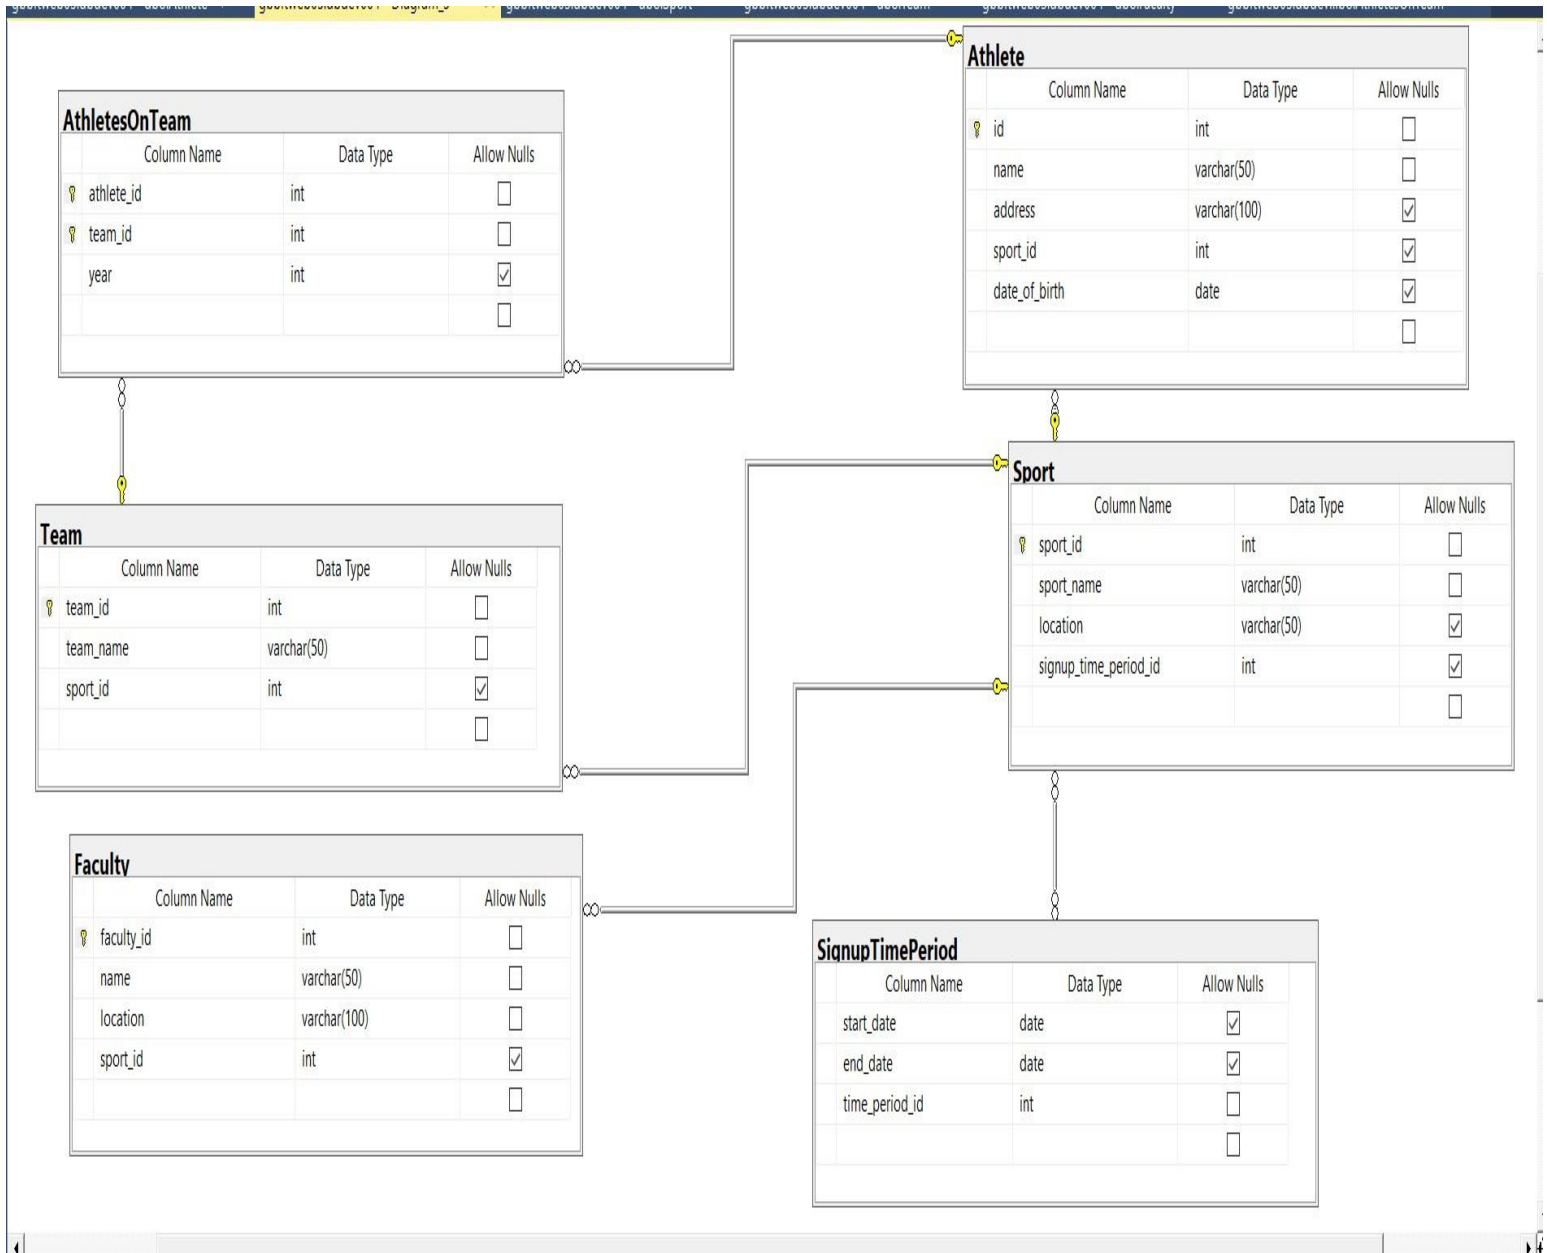 Athlete
Column Name Data Type Allow Nulls
id int
name varchar(50)
address varchar(100)
sport_id int
date_of_birth date
AthletesOnTeam
Column Name Data Type Allow Nulls
athlete_id int
team_id int
year int
Sport
Column Name Data Type Allow Nulls
sport_id int
sport_name varchar(50)
location varchar(50)
signup_time_period_id int
Team
Column Name Data Type Allow Nulls
team_id int
team_name varchar(50)
sport_id int
Faculty
Column Name Data Type Allow Nulls
faculty_id int
name varchar(50)
location varchar(100)
sport_id int
SignupTimePeriod
Column Name Data Type Allow Nulls
start_date date
end_date date
time_period_id int